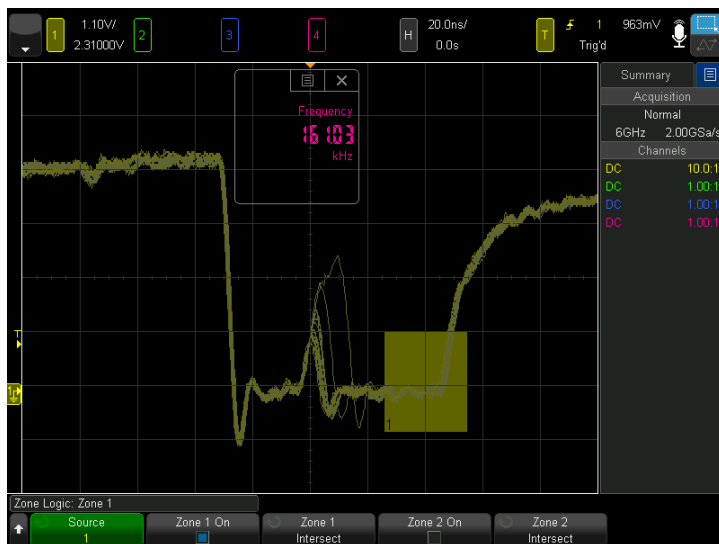 1 1.10V/ 2 3 4 H 20.0ns/ T 1 963mV
2.31000V 0.0s Trig'd
Summary
Acquisition
Normal
6GHz 2.00GSa/s
Channels
DC 10.0:1
DC 1.00:1
DC 1.00:1
DC 1.00:1
Frequency
161.03
kHz
T
1
1
Zone Logic: Zone 1
Source Zone 1 On Zone 1 Zone 2 On Zone 2
1 Intersect Intersect